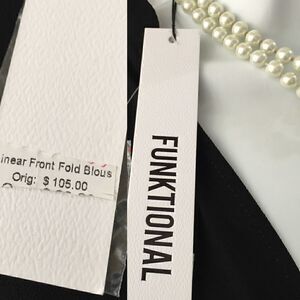 inear Front Fold Blous
Orig: $ 105.00
FUNKTIONAL